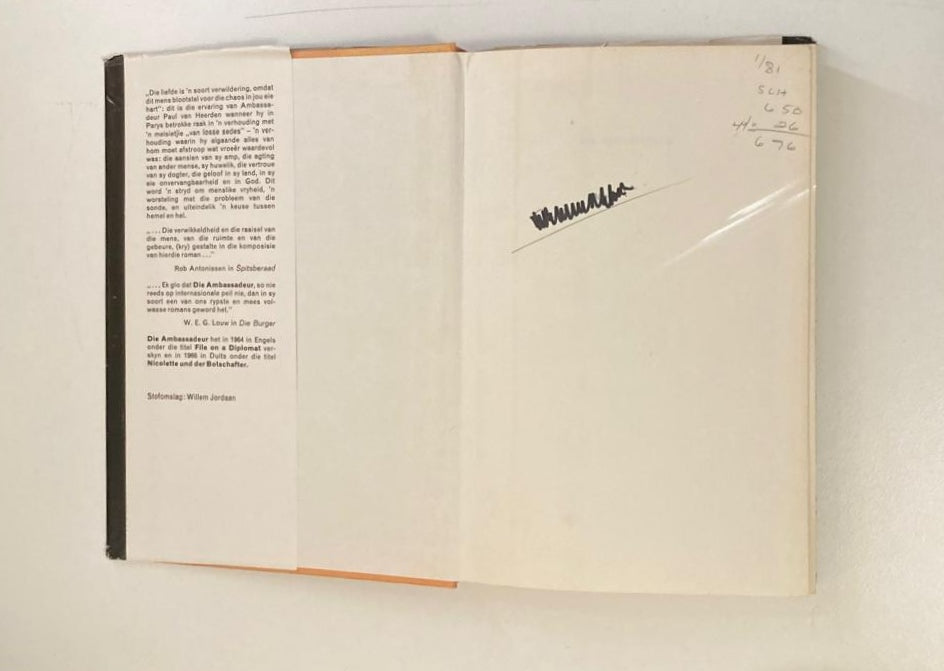 „Die liefde is 'n soort verwildering, omdat
dit mens blootstel voor die chaos in jou eie
hart": dit is die ervaring van Ambassa-
deur Paul van Heerden wanneer hy in
Parys betrokke raak in 'n verhouding met
'n meisietjie „van losse sedes" – 'n ver-
houding waarin hy algaande alles van
hom moet afstroop wat vroeër waardevol
was: die aansien van sy amp, die agting
van ander mense, sy huwelik, die vertroue
van sy dogter, die geloof in sy land, in sy
eie onvervangbaarheid en in God. Dit
word 'n stryd om menslike vryheid, 'n
worsteling met die probleem van die
sonde, en uiteindelik 'n keuse tussen
hemel en hel.
„... Die verwikkeldheid en die raaisel van
die mens, van die ruimte en van die
gebeure, (kry) gestalte in die komposisie
van hierdie roman ..."
Rob Antonissen in Spitsberaad
„... Ek glo dat Die Ambassadeur, so nie
reeds op internasionale peil nie, dan in sy
soort een van ons rypste en mees vol-
wasse romans geword het."
W. E. G. Louw in Die Burger
Die Ambassadeur het in 1964 in Engels
onder die titel File on a Diplomat ver-
skyn en in 1966 in Duits onder die titel
Nicolette und der Botschafter.
Stofomslag: Willem Jordaan
1/81
SCH
6 50
4% 26
6 76